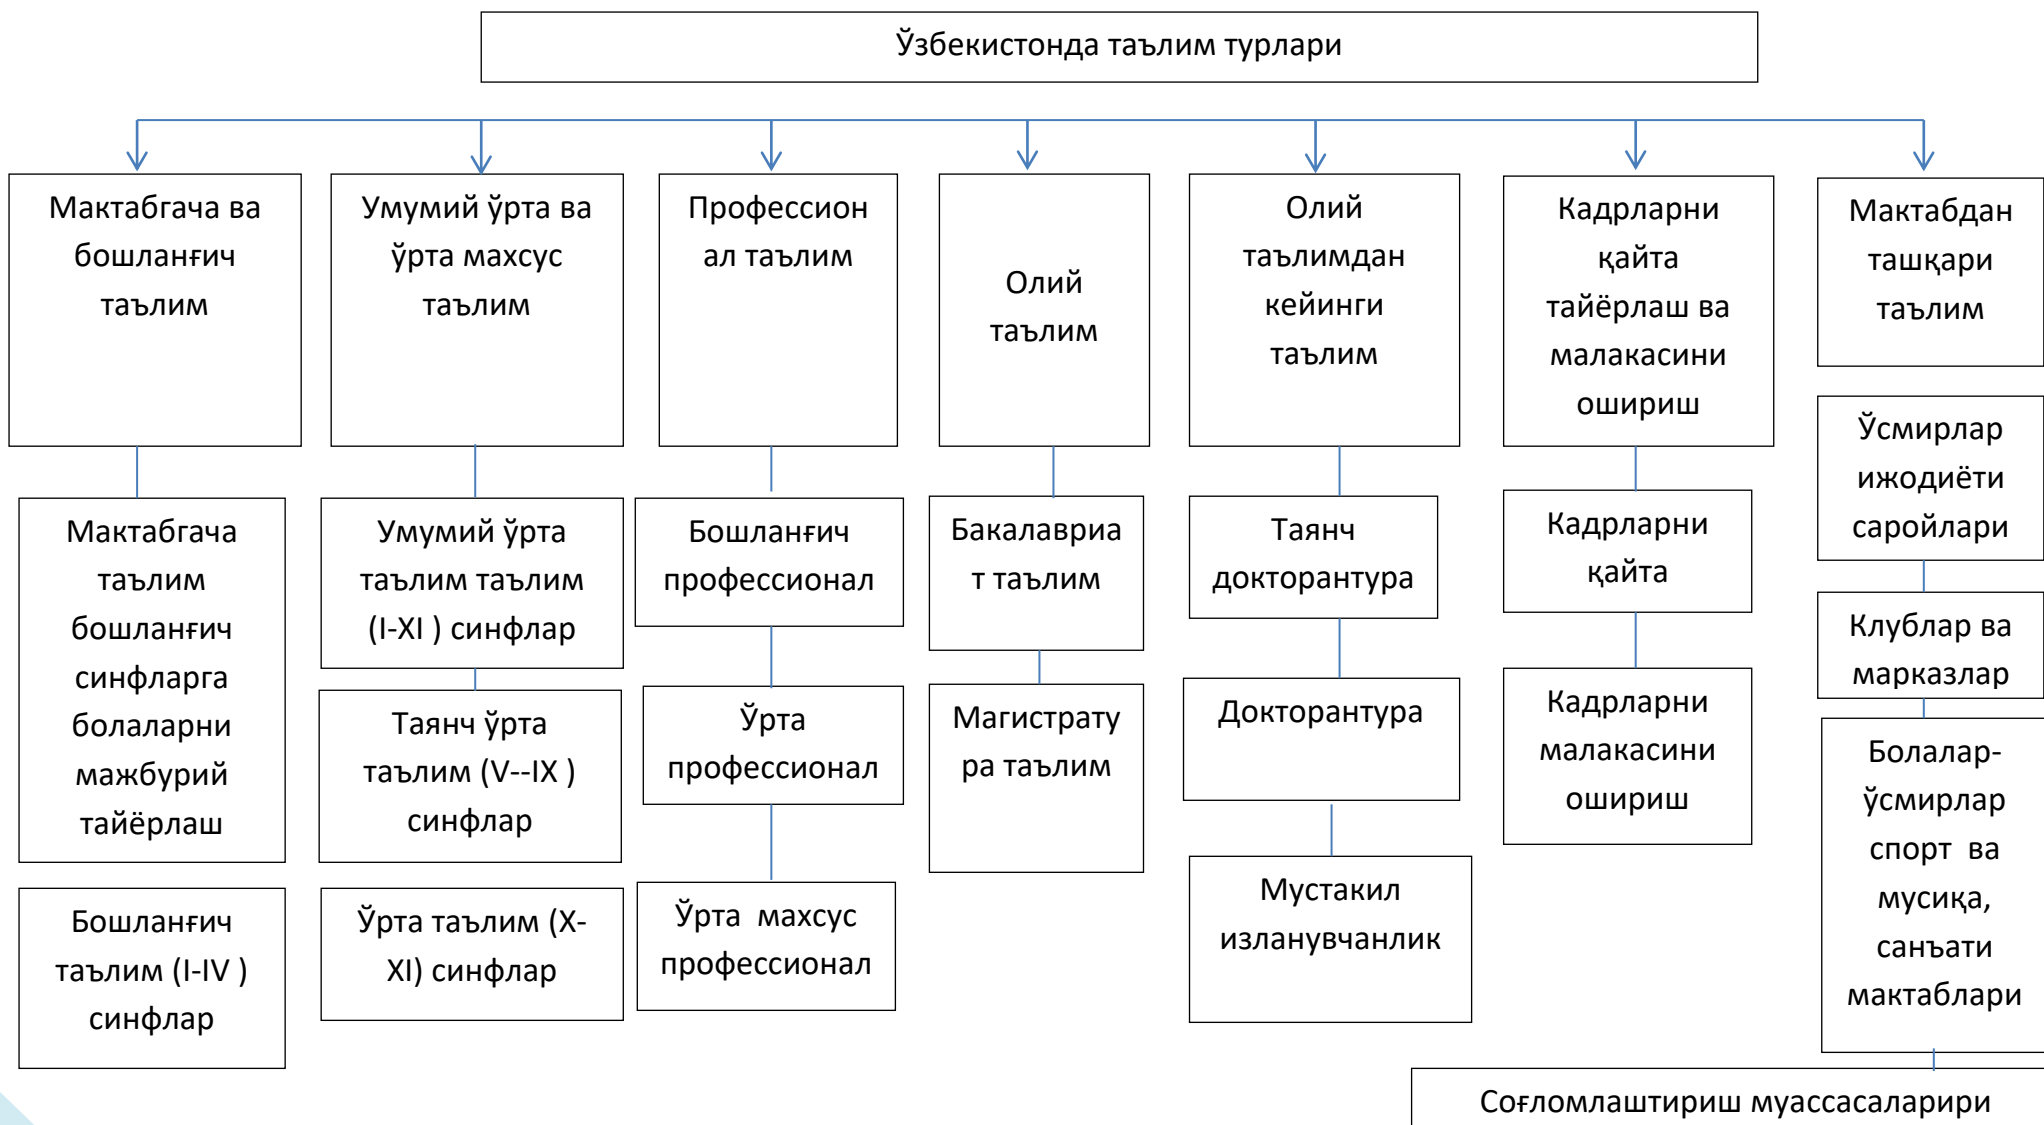 Ўзбекистонда таълим турлари
Мактабгача ва
бошланғич
таълим
Умумий ўрта ва
ўрта махсус
таълим
Профессион
ал таълим
Олий
таълим
Олий
таълимдан
кейинги
таълим
Кадрларни
қайта
тайёрлаш ва
малакасини
ошириш
Мактабдан
ташқари
таълим
Мактабгача
таълим
бошланғич
синфларга
болаларни
мажбурий
тайёрлаш
Бошланғич
таълим (I-IV )
синфлар
Умумий ўрта
таълим таълим
(I-XI ) синфлар
Таянч ўрта
таълим (V--IX )
синфлар
Ўрта таълим (X-
XI) синфлар
Бошланғич
профессионал
Ўрта
профессионал
Ўрта  махсус
профессионал
Бакалавриа
т таълим
Магистрату
ра таълим
Таянч
докторантура
Докторантура
Мустакил
изланувчанлик
Кадрларни
қайта
Кадрларни
малакасини
ошириш
Ўсмирлар
ижодиёти
саройлари
Клублар ва
марказлар
Болалар-
ўсмирлар
спорт  ва
мусиқа,
санъати
мактаблари
Соғломлаштириш муассасаларири